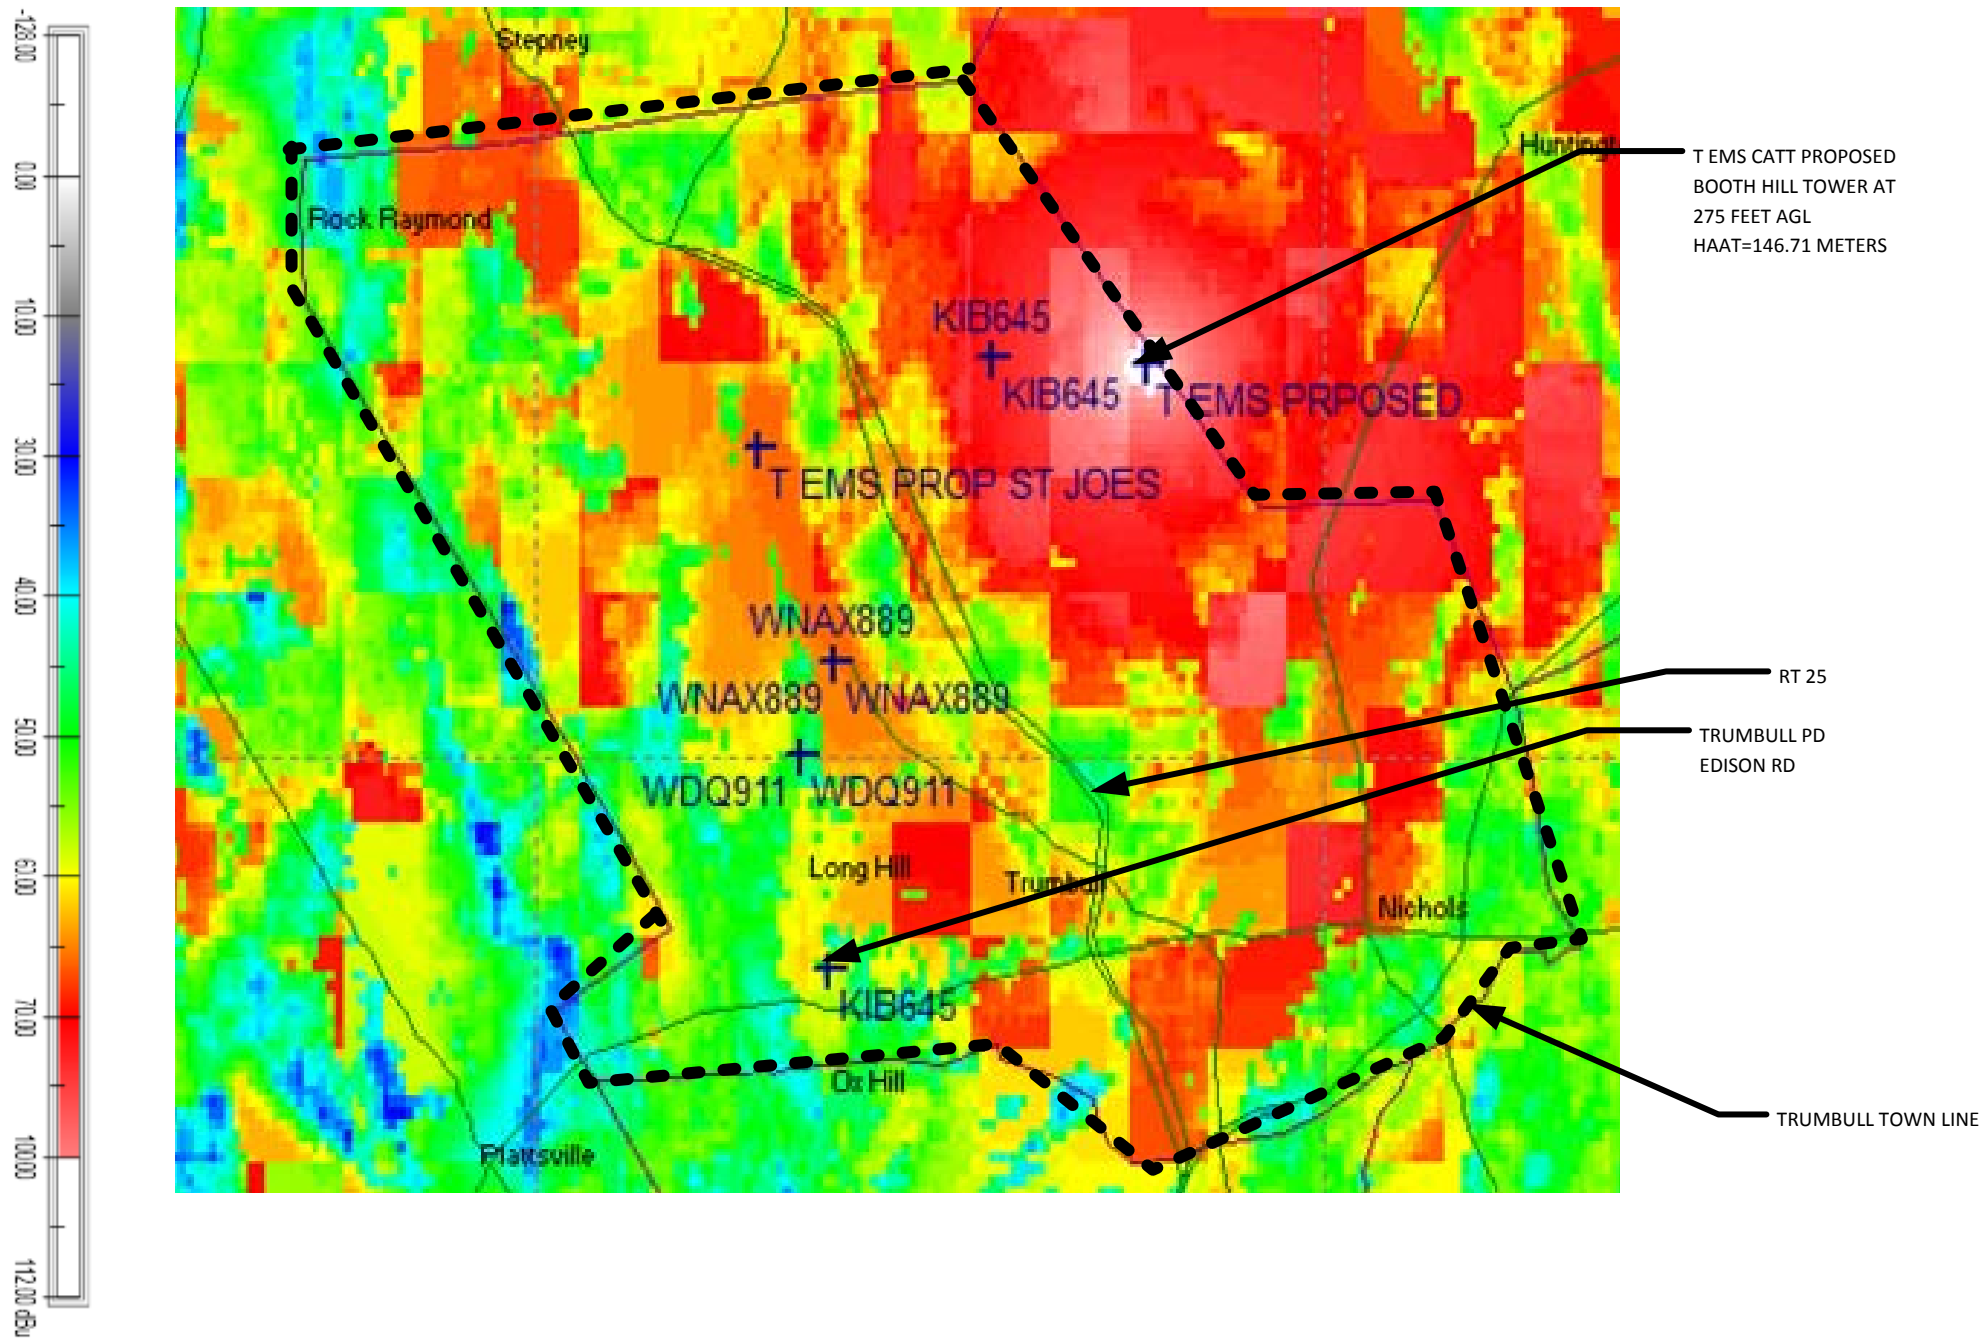 -128.00
0.00
10.00
30.00
40.00
50.00
60.00
70.00
100.00
112.00 dBu
Stepney
Rock Raymond
KIB645
KIB645
T EMS PRPOSED
T EMS PROP ST JOES
WNAX889
WNAX889 WNAX889
WDQ911 WDQ911
Long Hill
Trumbull
Nichols
KIB645
Ox Hill
Plattsville
T EMS CATT PROPOSED
BOOTH HILL TOWER AT
275 FEET AGL
HAAT=146.71 METERS
RT 25
TRUMBULL PD
EDISON RD
TRUMBULL TOWN LINE